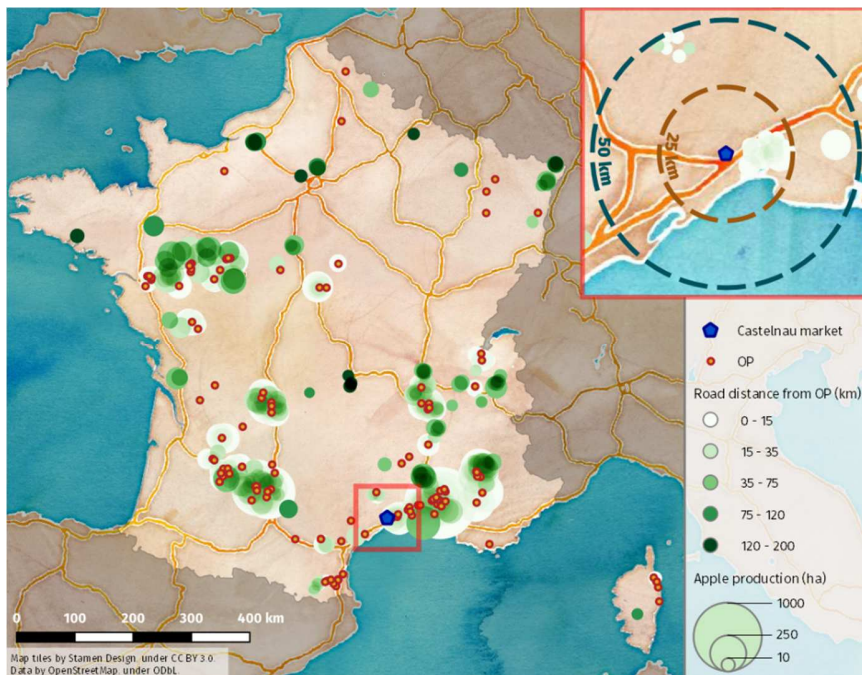 50 km
25 km
Castelnau market
OP
Road distance from OP (km)
0 - 15
15 - 35
35 - 75
75 - 120
120 - 200
Apple production (ha)
1000
250
10
0 100 200 300 400 km
Map tiles by Stamen Design, under CC BY 3.0.
Data by OpenStreetMap, under ODbL.